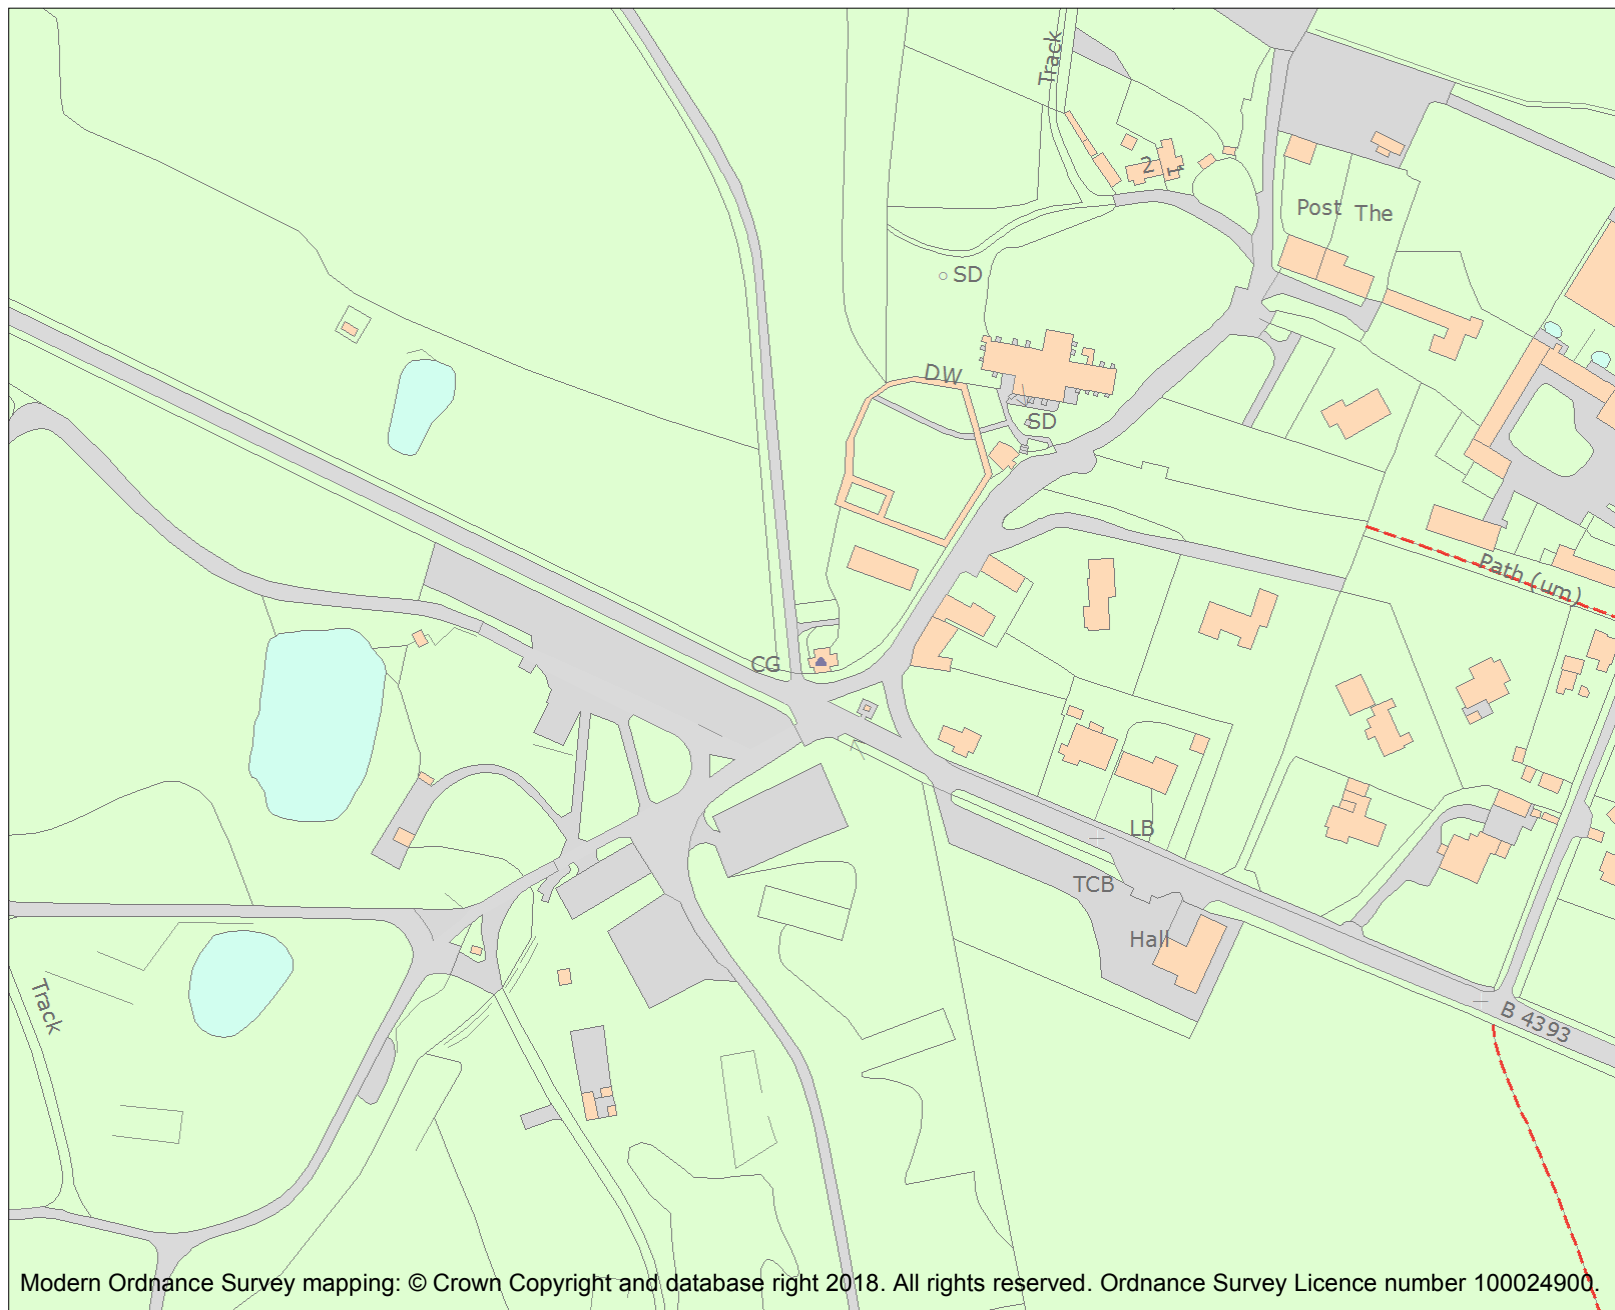 Track
2
1
Post
The
SD
DW
SD
Path (um)
CG
LB
TCB
Hall
Track
B 4393
Modern Ordnance Survey mapping: © Crown Copyright and database right 2018. All rights reserved. Ordnance Survey Licence number 100024900.